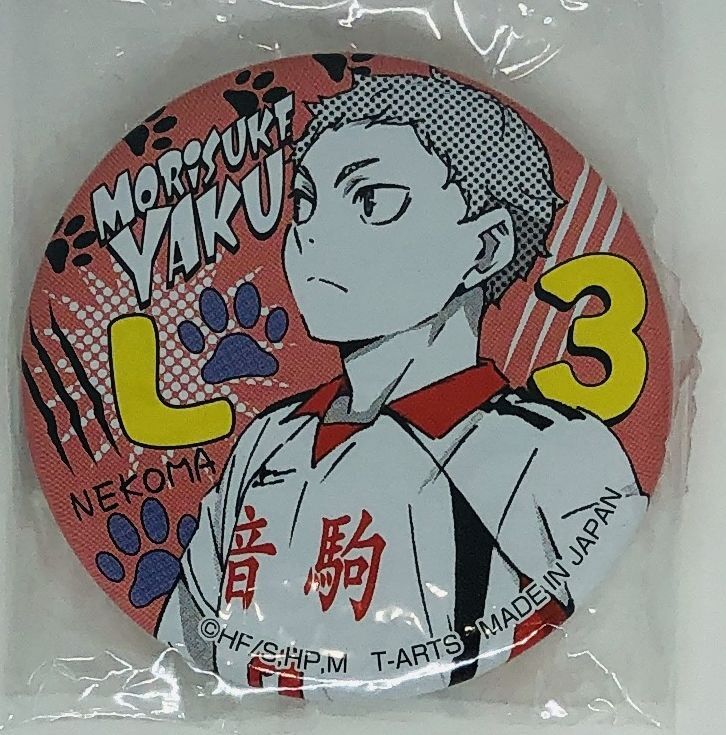 MORISUKE
YAKU
L 3
NEKOMA
音駒
©HF/S,HP,M T-ARTS MADE IN JAPAN